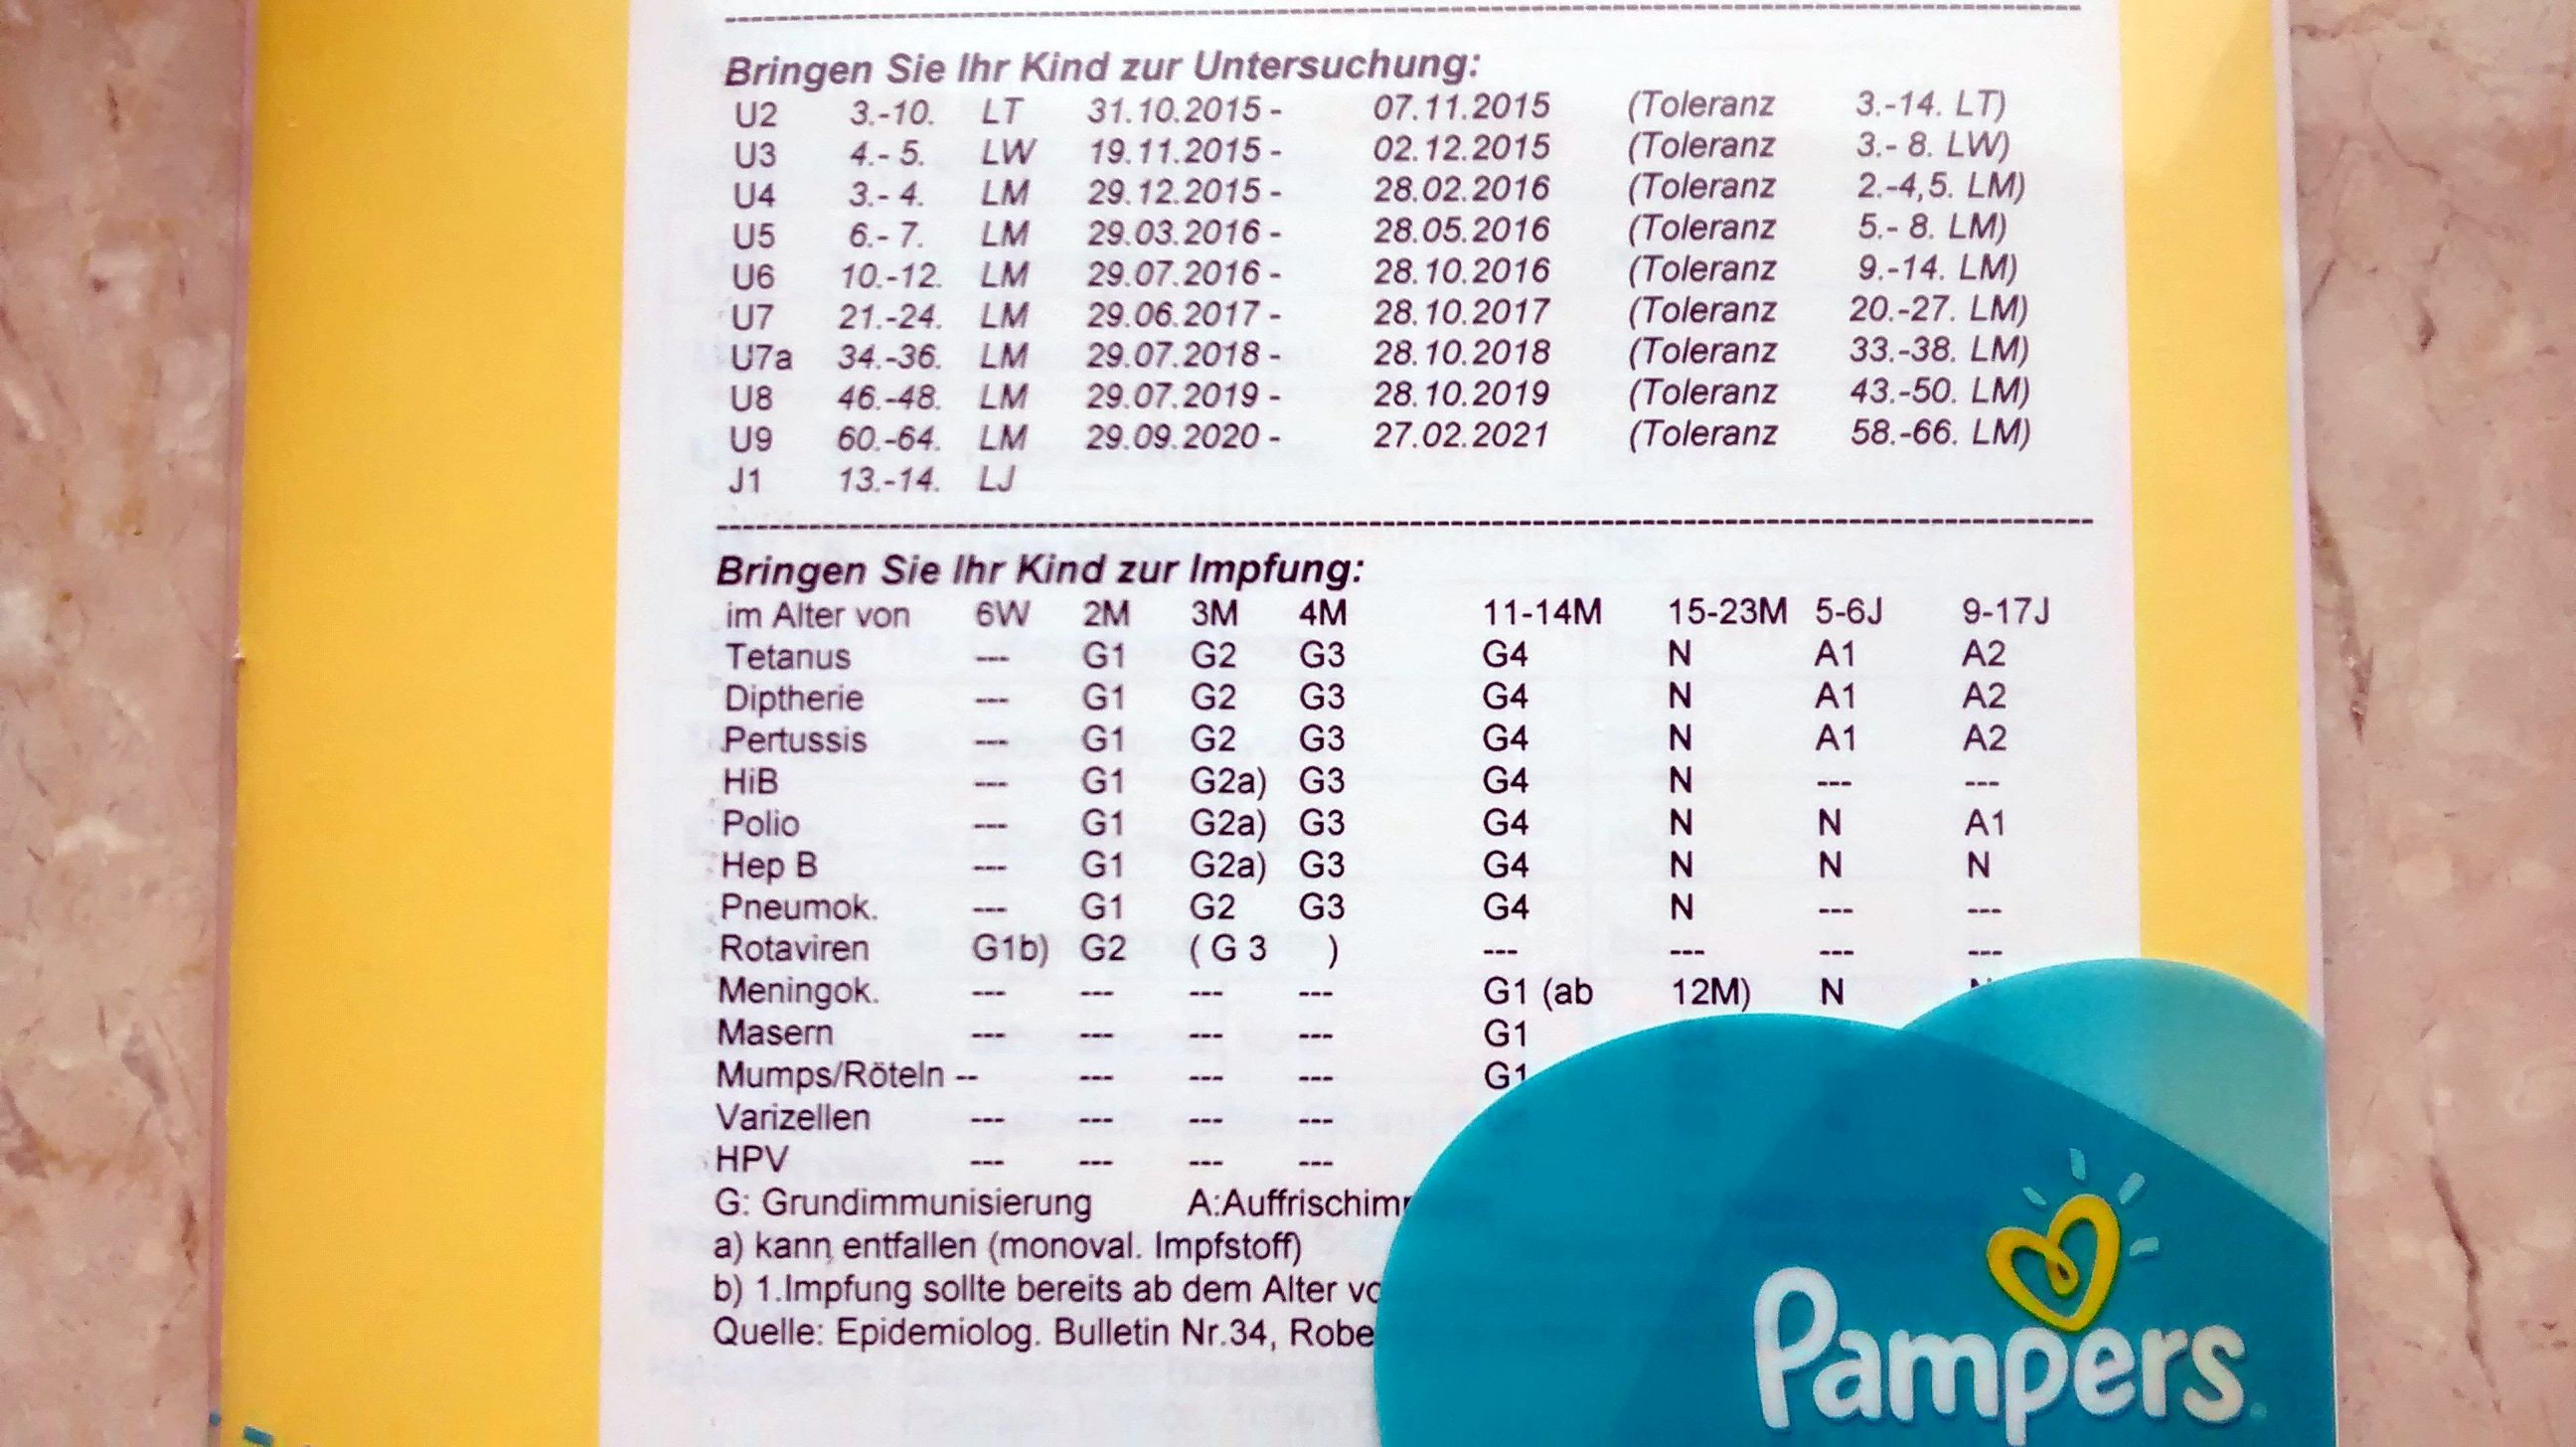 Bringen Sie Ihr Kind zur Untersuchung:
U2 3.-10. LT 31.10.2015 - 07.11.2015 (Toleranz 3.-14. LT)
U3 4.- 5. LW 19.11.2015 - 02.12.2015 (Toleranz 3.- 8. LW)
U4 3.- 4. LM 29.12.2015 - 28.02.2016 (Toleranz 2.-4,5. LM)
U5 6.- 7. LM 29.03.2016 - 28.05.2016 (Toleranz 5.- 8. LM)
U6 10.-12. LM 29.07.2016 - 28.10.2016 (Toleranz 9.-14. LM)
U7 21.-24. LM 29.06.2017 - 28.10.2017 (Toleranz 20.-27. LM)
U7a 34.-36. LM 29.07.2018 - 28.10.2018 (Toleranz 33.-38. LM)
U8 46.-48. LM 29.07.2019 - 28.10.2019 (Toleranz 43.-50. LM)
U9 60.-64. LM 29.09.2020 - 27.02.2021 (Toleranz 58.-66. LM)
J1 13.-14. LJ
Bringen Sie Ihr Kind zur Impfung:
im Alter von 6W 2M 3M 4M 11-14M 15-23M 5-6J 9-17J
Tetanus --- G1 G2 G3 G4 N A1 A2
Diptherie --- G1 G2 G3 G4 N A1 A2
Pertussis --- G1 G2 G3 G4 N A1 A2
HiB --- G1 G2a) G3 G4 N --- ---
Polio --- G1 G2a) G3 G4 N N A1
Hep B --- G1 G2a) G3 G4 N N N
Pneumok. --- G1 G2 G3 G4 N --- ---
Rotaviren G1b) G2 ( G 3 ) --- --- --- ---
Meningok. --- --- --- --- G1 (ab 12M) N
Masern --- --- --- --- G1
Mumps/Röteln -- --- --- --- G1
Varizellen --- --- --- ---
HPV --- --- --- ---
G: Grundimmunisierung A:Auffrischim
a) kann entfallen (monoval. Impfstoff)
b) 1.Impfung sollte bereits ab dem Alter
Quelle: Epidemiolog. Bulletin Nr.34, Robe
Pampers